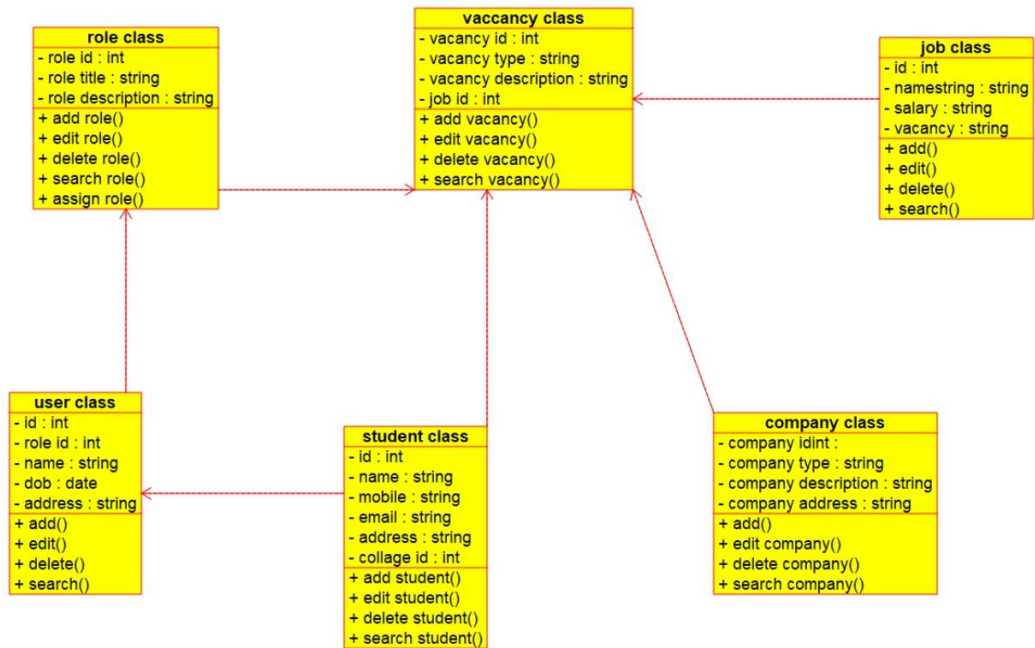 role class
- role id : int
- role title : string
- role description : string
+ add role()
+ edit role()
+ delete role()
+ search role()
+ assign role()
vaccancy class
- vacancy id : int
- vacancy type : string
- vacancy description : string
- job id : int
+ add vacancy()
+ edit vacancy()
+ delete vacancy()
+ search vacancy()
job class
- id : int
- namestring : string
- salary : string
- vacancy : string
+ add()
+ edit()
+ delete()
+ search()
user class
- id : int
- role id : int
- name : string
- dob : date
- address : string
+ add()
+ edit()
+ delete()
+ search()
student class
- id : int
- name : string
- mobile : string
- email : string
- address : string
- collage id : int
+ add student()
+ edit student()
+ delete student()
+ search student()
company class
- company idint :
- company type : string
- company description : string
- company address : string
+ add()
+ edit company()
+ delete company()
+ search company()